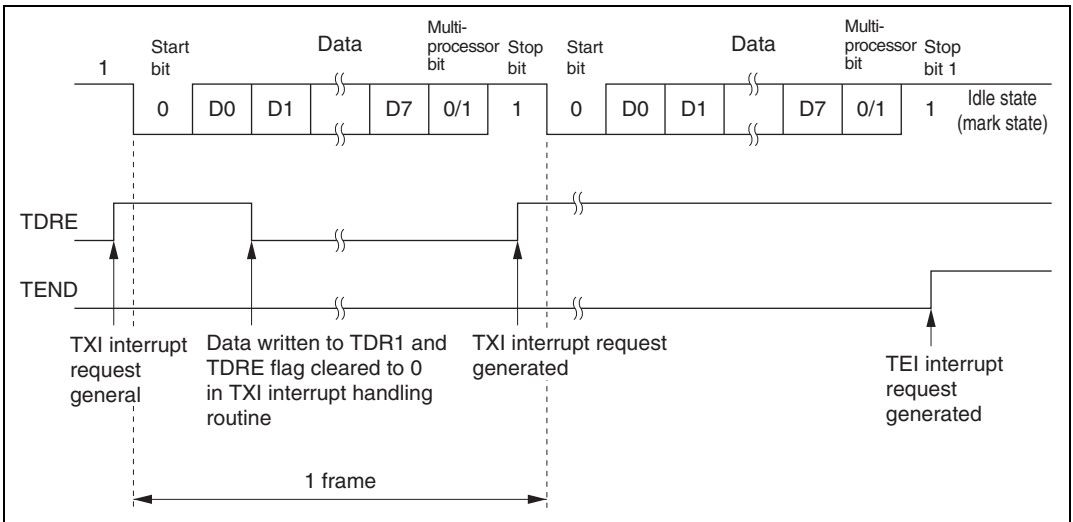 1
Start
bit
Data
Multi-
processor
bit
Stop
bit
Start
bit
Data
Multi-
processor
bit
Stop
bit 1
0 D0 D1 D7 0/1 1 0 D0 D1 D7 0/1 1
Idle state
(mark state)
TDRE
TEND
TXI interrupt
request
general
Data written to TDR1 and
TDRE flag cleared to 0
in TXI interrupt handling
routine
TXI interrupt request
generated
TEI interrupt
request
generated
1 frame